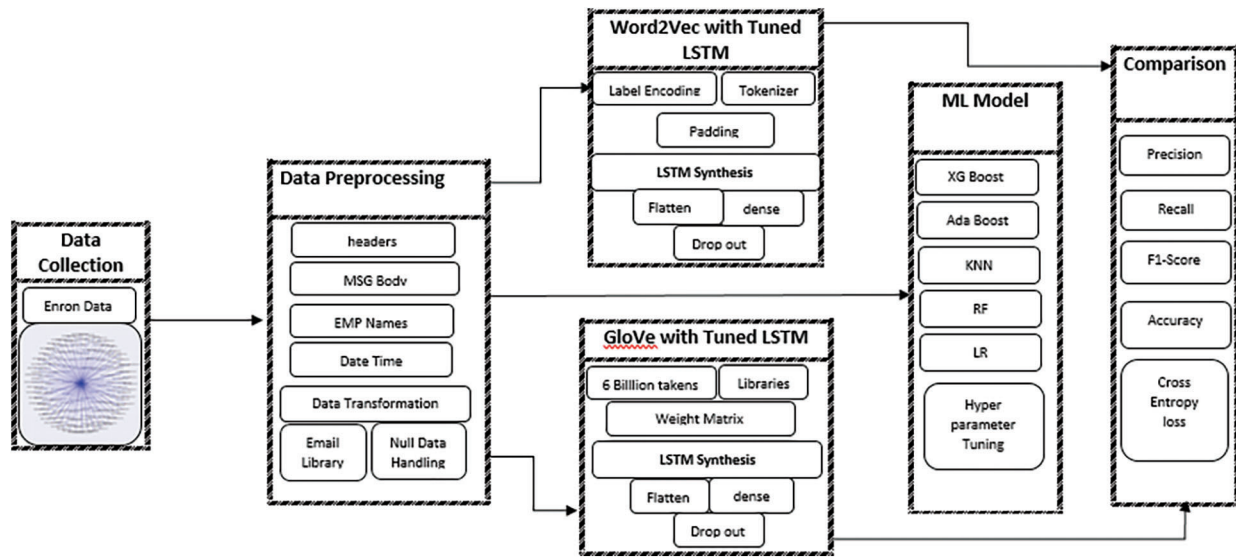 Data
Collection
Enron Data
Data Preprocessing
headers
MSG Body
EMP Names
Date Time
Data Transformation
Email
Library
Null Data
Handling
Word2Vec with Tuned
LSTM
Label Encoding
Tokenizer
Padding
LSTM Synthesis
Flatten
dense
Drop out
GloVe with Tuned LSTM
6 Billlion takens
Libraries
Weight Matrix
LSTM Synthesis
Flatten
dense
Drop out
ML Model
XG Boost
Ada Boost
KNN
RF
LR
Hyper
parameter
Tuning
Comparison
Precision
Recall
F1-Score
Accuracy
Cross
Entropy
loss